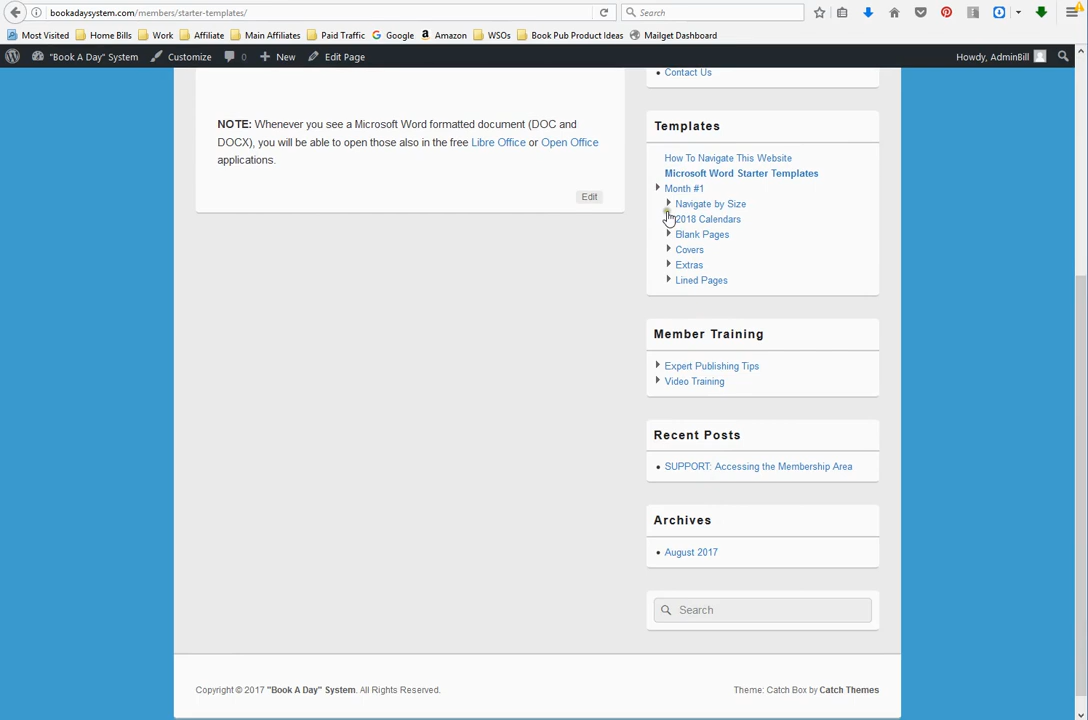 bookadaysystem.com/members/starter-templates/
Search
Most Visited Home Bills Work Affiliate Main Affiliates Paid Traffic Google Amazon WSOs Book Pub Product Ideas Mailget Dashboard
"Book A Day" System Customize 0 New Edit Page Howdy, AdminBill
Contact Us
NOTE: Whenever you see a Microsoft Word formatted document (DOC and
DOCX), you will be able to open those also in the free Libre Office or Open Office
applications.
Edit
Templates
How To Navigate This Website
Microsoft Word Starter Templates
Month #1
Navigate by Size
2018 Calendars
Blank Pages
Covers
Extras
Lined Pages
Member Training
Expert Publishing Tips
Video Training
Recent Posts
SUPPORT: Accessing the Membership Area
Archives
August 2017
Search
Copyright © 2017 "Book A Day" System. All Rights Reserved.
Theme: Catch Box by Catch Themes